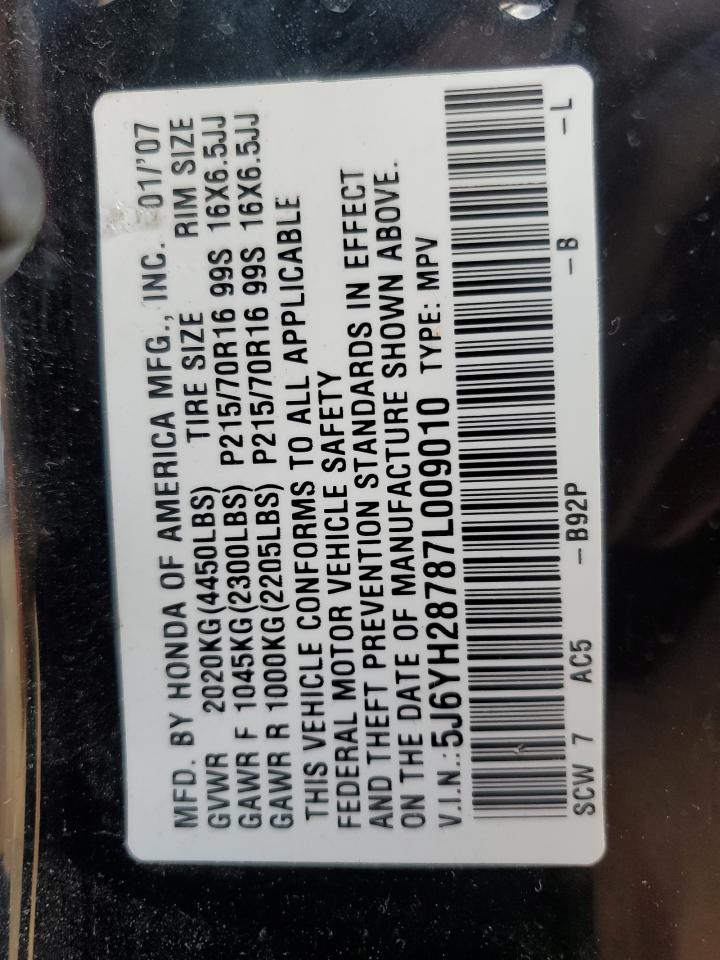 MFD. BY HONDA OF AMERICA MFG., INC. 01/'07
GVWR 2020KG(4450LBS) TIRE SIZE RIM SIZE
GAWR F 1045KG(2300LBS) P215/70R16 99S 16X6.5JJ
GAWR R 1000KG(2205LBS) P215/70R16 99S 16X6.5JJ
THIS VEHICLE CONFORMS TO ALL APPLICABLE
FEDERAL MOTOR VEHICLE SAFETY
AND THEFT PREVENTION STANDARDS IN EFFECT
ON THE DATE OF MANUFACTURE SHOWN ABOVE.
V.I.N.:5J6YH28787L009010 TYPE: MPV
SCW 7 AC5 -B92P -B -L